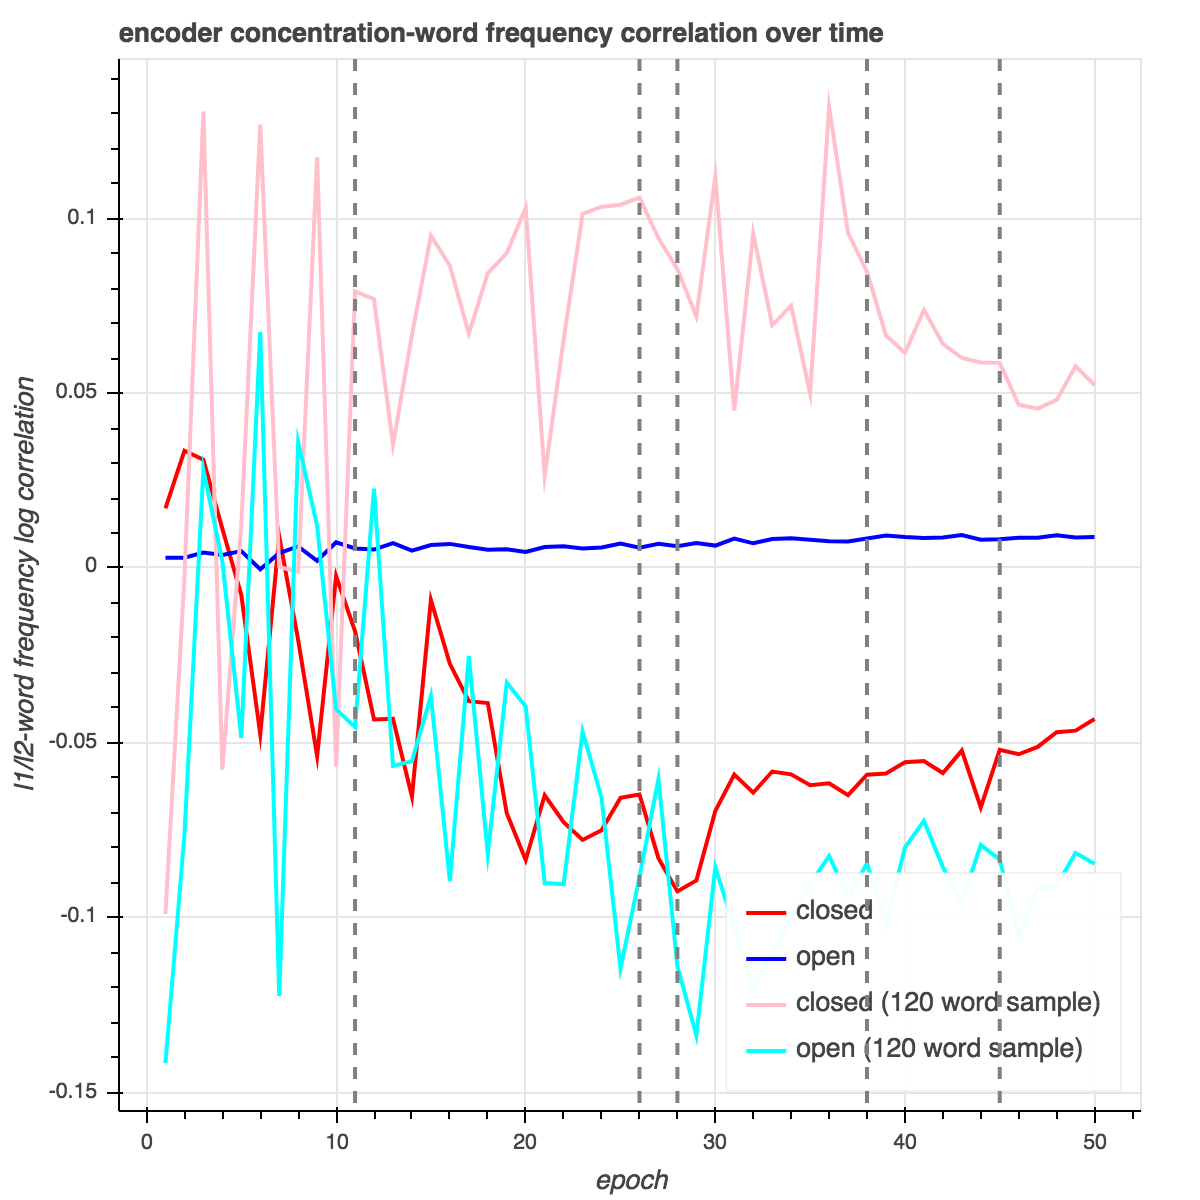 encoder concentration-word frequency correlation over time
l1/l2-word frequency log correlation
0.1
0.05
0
-0.05
-0.1
-0.15
closed
open
closed (120 word sample)
open (120 word sample)
0
10
20
30
40
50
epoch